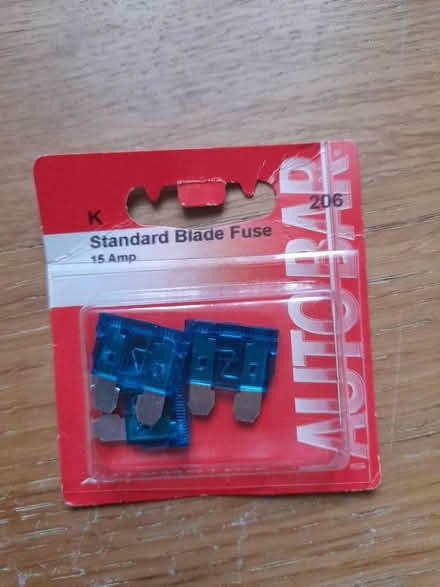 K
206
Standard Blade Fuse
15 Amp
AUTOBAR